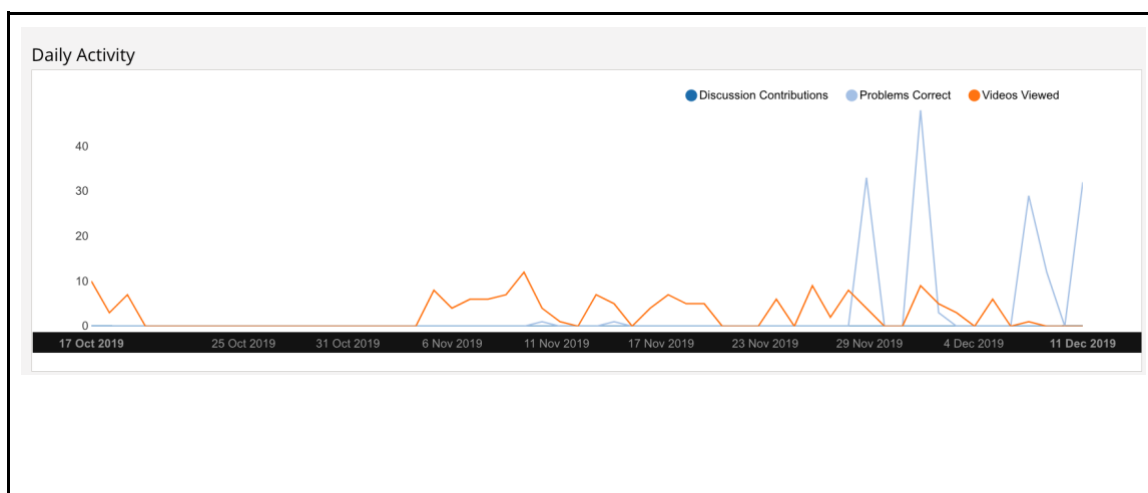 Daily Activity
Discussion Contributions Problems Correct Videos Viewed
40
30
20
10
0
17 Oct 2019 25 Oct 2019 31 Oct 2019 6 Nov 2019 11 Nov 2019 17 Nov 2019 23 Nov 2019 29 Nov 2019 4 Dec 2019 11 Dec 2019